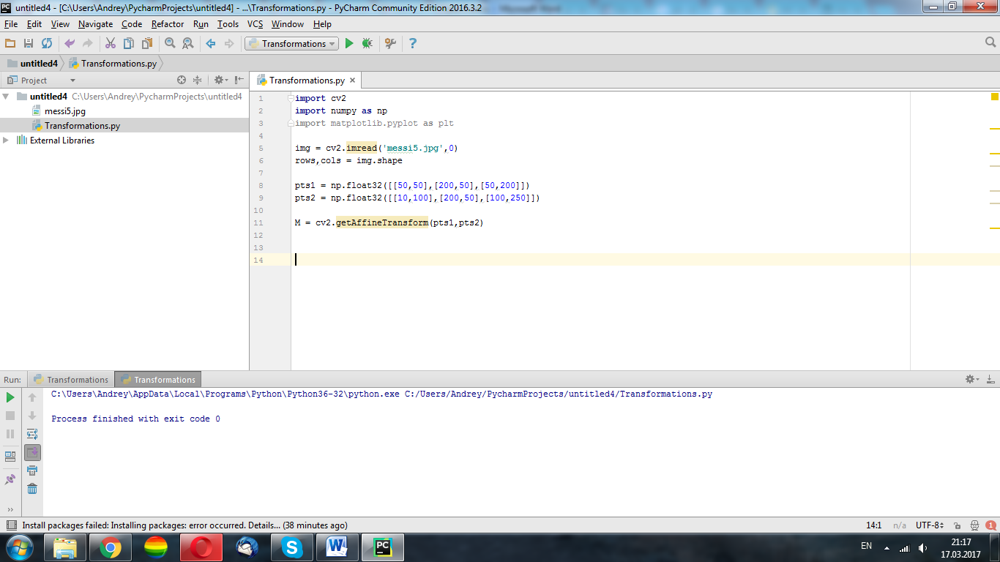 untitled4 - [C:\Users\Andrey\PycharmProjects\untitled4] - ...\Transformations.py - PyCharm Community Edition 2016.3.2
File Edit View Navigate Code Refactor Run Tools VCS Window Help
Transformations
untitled4 Transformations.py
Project
Transformations.py
untitled4 C:\Users\Andrey\PycharmProjects\untitled4
messi5.jpg
Transformations.py
External Libraries
1 import cv2
2 import numpy as np
3 import matplotlib.pyplot as plt
4
5 img = cv2.imread('messi5.jpg',0)
6 rows,cols = img.shape
7
8 pts1 = np.float32([[50,50],[200,50],[50,200]])
9 pts2 = np.float32([[10,100],[200,50],[100,250]])
10
11 M = cv2.getAffineTransform(pts1,pts2)
12
13
14
Run: Transformations Transformations
C:\Users\Andrey\AppData\Local\Programs\Python\Python36-32\python.exe C:/Users/Andrey/PycharmProjects/untitled4/Transformations.py
Process finished with exit code 0
Install packages failed: Installing packages: error occurred. Details... (38 minutes ago) 14:1 n/a UTF-8 1
EN 21:17
17.03.2017